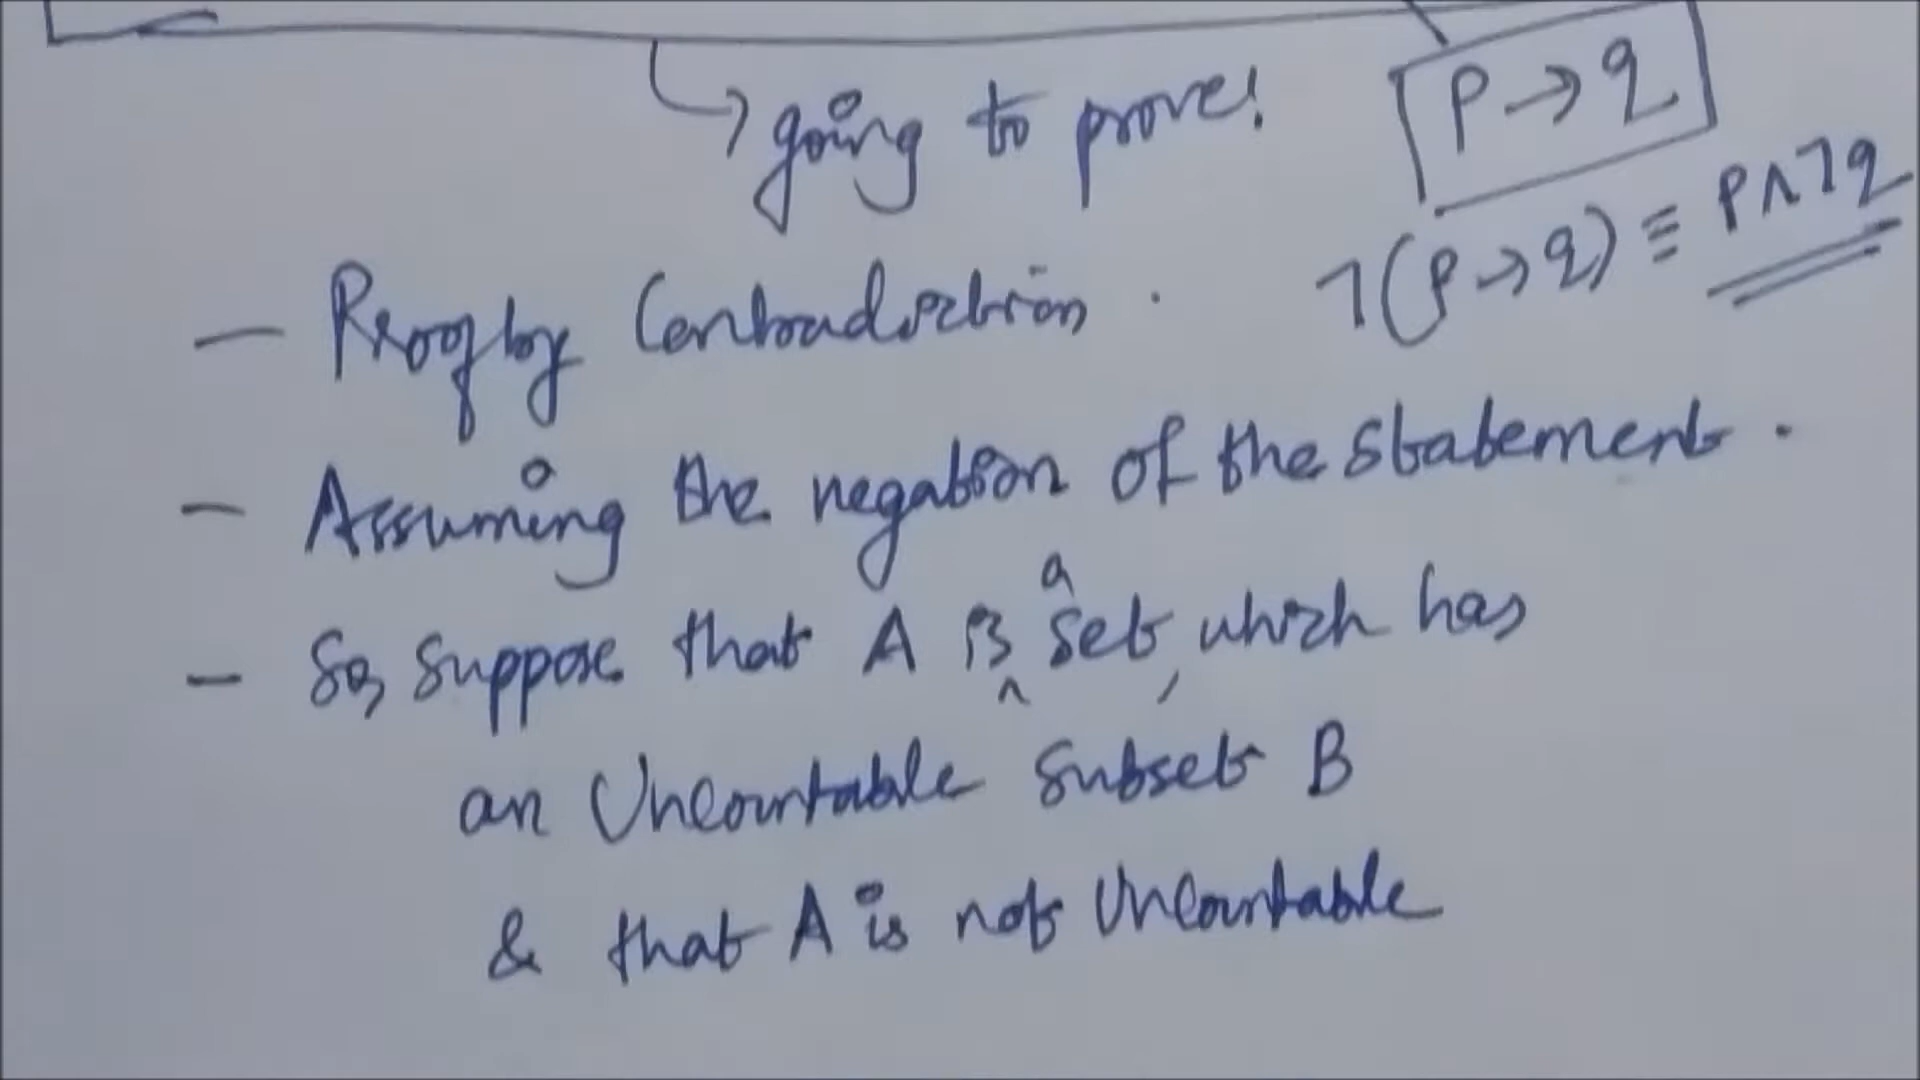 going to prove!
P → q
¬(P → q) ≡ P ∧ ¬q
— Proof by Contradiction.
— Assuming the negation of the statement.
— So, suppose that A is a set, which has
an Uncountable subset B
& that A is not Uncountable